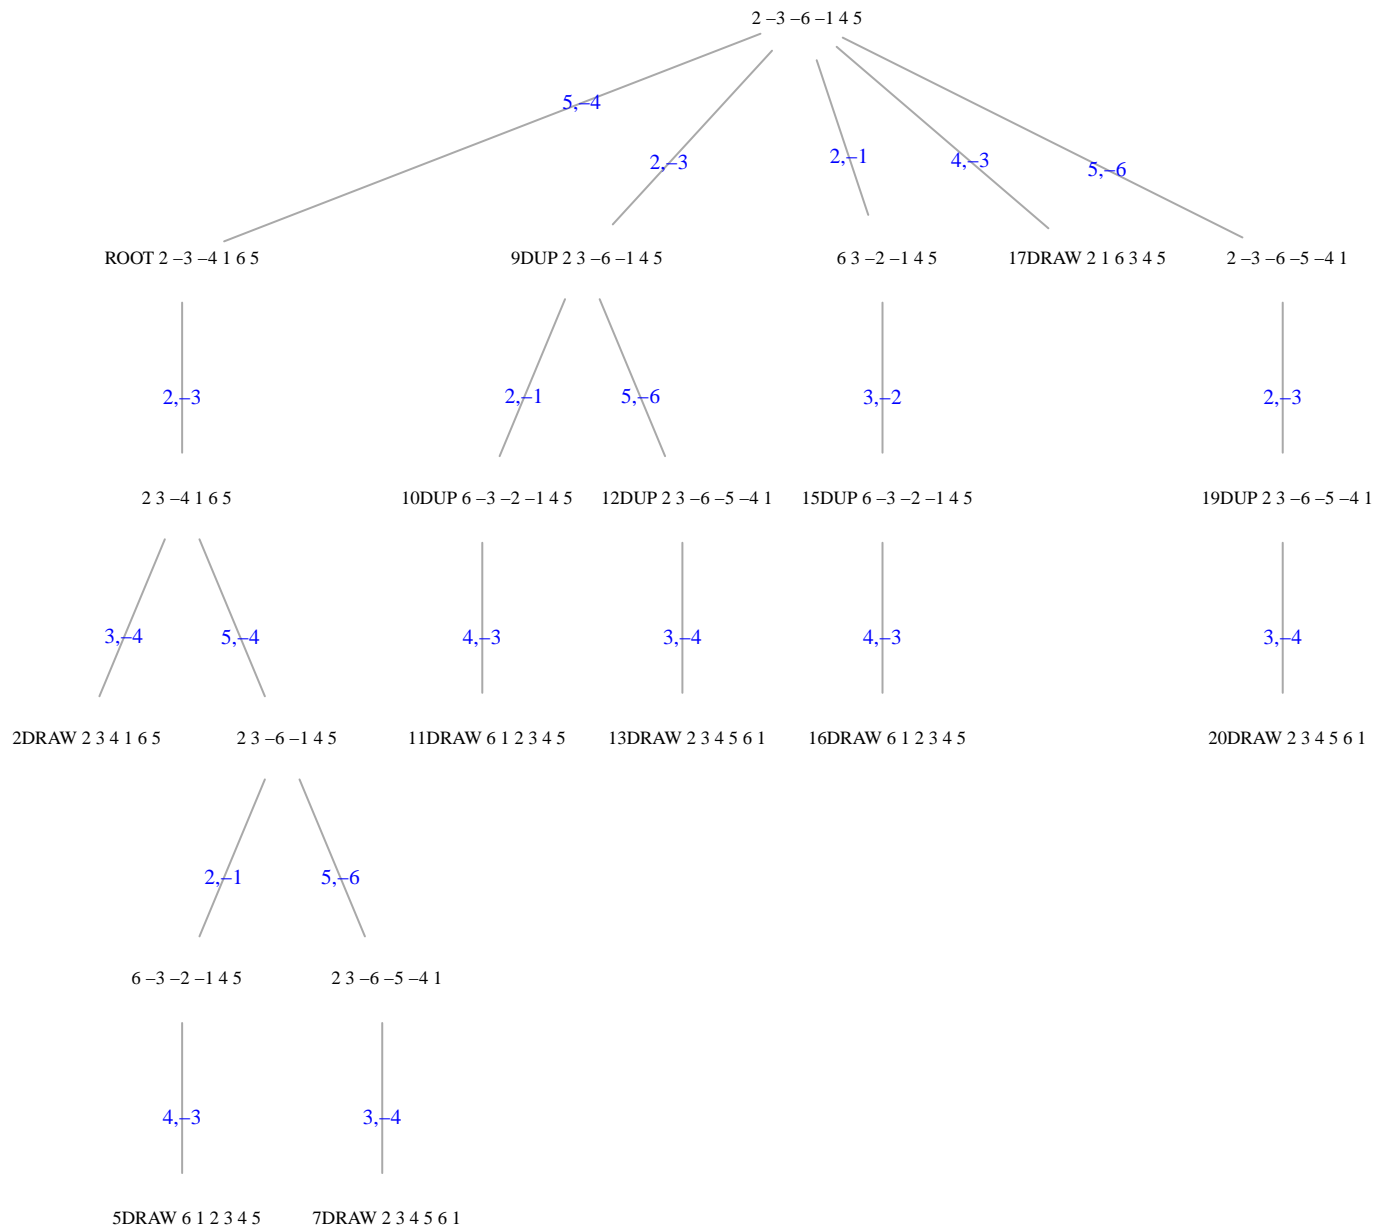 2 –3 –6 –1 4 5
5,–4
2,–3
2,–1
4,–3
5,–6
ROOT 2 –3 –4 1 6 5
9DUP 2 3 –6 –1 4 5
6 3 –2 –1 4 5
17DRAW 2 1 6 3 4 5
2 –3 –6 –5 –4 1
2,–3
2,–1
5,–6
3,–2
2,–3
2 3 –4 1 6 5
10DUP 6 –3 –2 –1 4 5
12DUP 2 3 –6 –5 –4 1
15DUP 6 –3 –2 –1 4 5
19DUP 2 3 –6 –5 –4 1
3,–4
5,–4
4,–3
3,–4
4,–3
3,–4
2DRAW 2 3 4 1 6 5
2 3 –6 –1 4 5
11DRAW 6 1 2 3 4 5
13DRAW 2 3 4 5 6 1
16DRAW 6 1 2 3 4 5
20DRAW 2 3 4 5 6 1
2,–1
5,–6
6 –3 –2 –1 4 5
2 3 –6 –5 –4 1
4,–3
3,–4
5DRAW 6 1 2 3 4 5
7DRAW 2 3 4 5 6 1